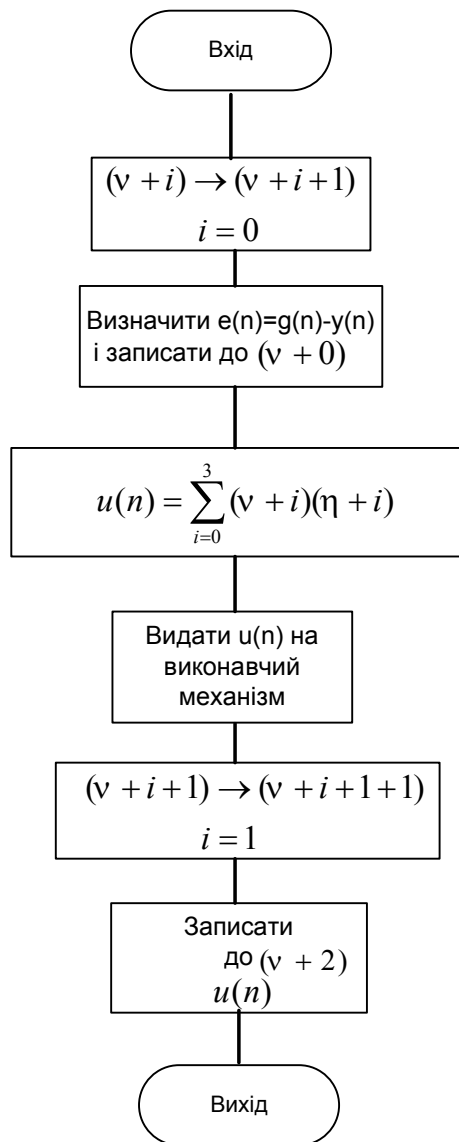 Вхід
(ν + i) → (ν + i + 1)
i = 0
Визначити e(n)=g(n)-y(n)
і записати до (ν + 0)
u(n) = ∑_{i=0}^{3} (ν + i)(η + i)
Видати u(n) на
виконавчий
механізм
(ν + i + 1) → (ν + i + 1 + 1)
i = 1
Записати
до (ν + 2)
u(n)
Вихід